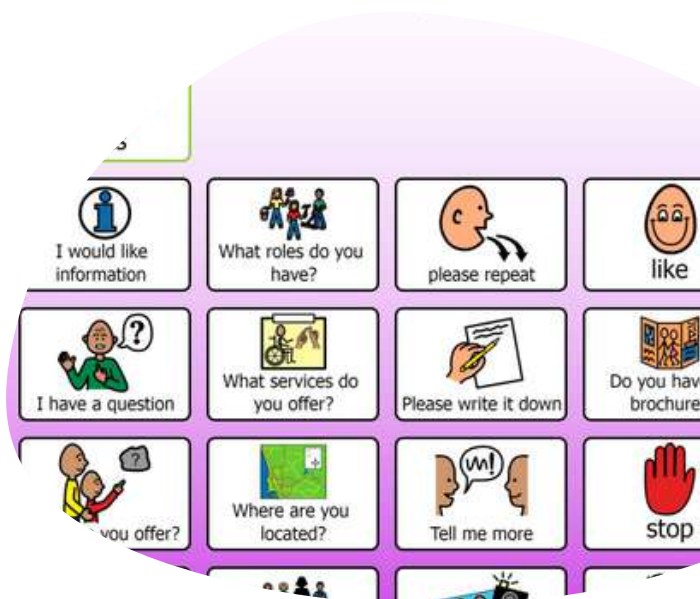 s
I would like
information
What roles do you
have?
please repeat
like
?
I have a question
What services do
you offer?
Please write it down
Do you hav
brochure
?
you offer?
Where are you
located?
Tell me more
stop